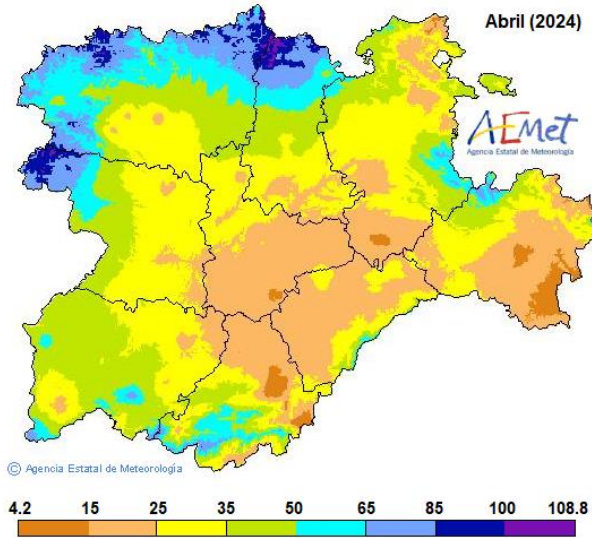 Abril (2024)
AEMet
Agencia Estatal de Meteorología
© Agencia Estatal de Meteorología
4.2 15 25 35 50 65 85 100 108.8